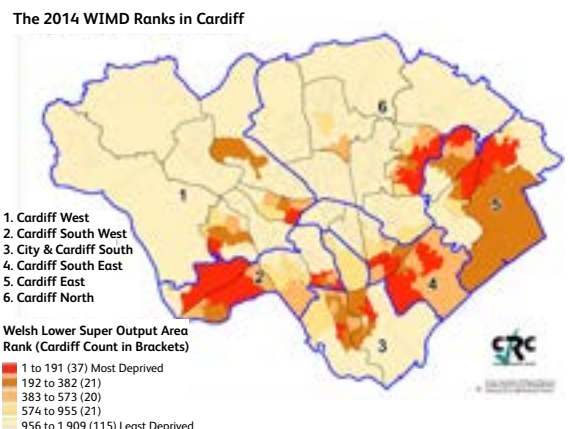 The 2014 WIMD Ranks in Cardiff
6
1
5
2
4
3
1. Cardiff West
2. Cardiff South West
3. City & Cardiff South
4. Cardiff South East
5. Cardiff East
6. Cardiff North
Welsh Lower Super Output Area
Rank (Cardiff Count in Brackets)
1 to 191 (37) Most Deprived
192 to 382 (21)
383 to 573 (20)
574 to 955 (21)
956 to 1,909 (115) Least Deprived
CRC